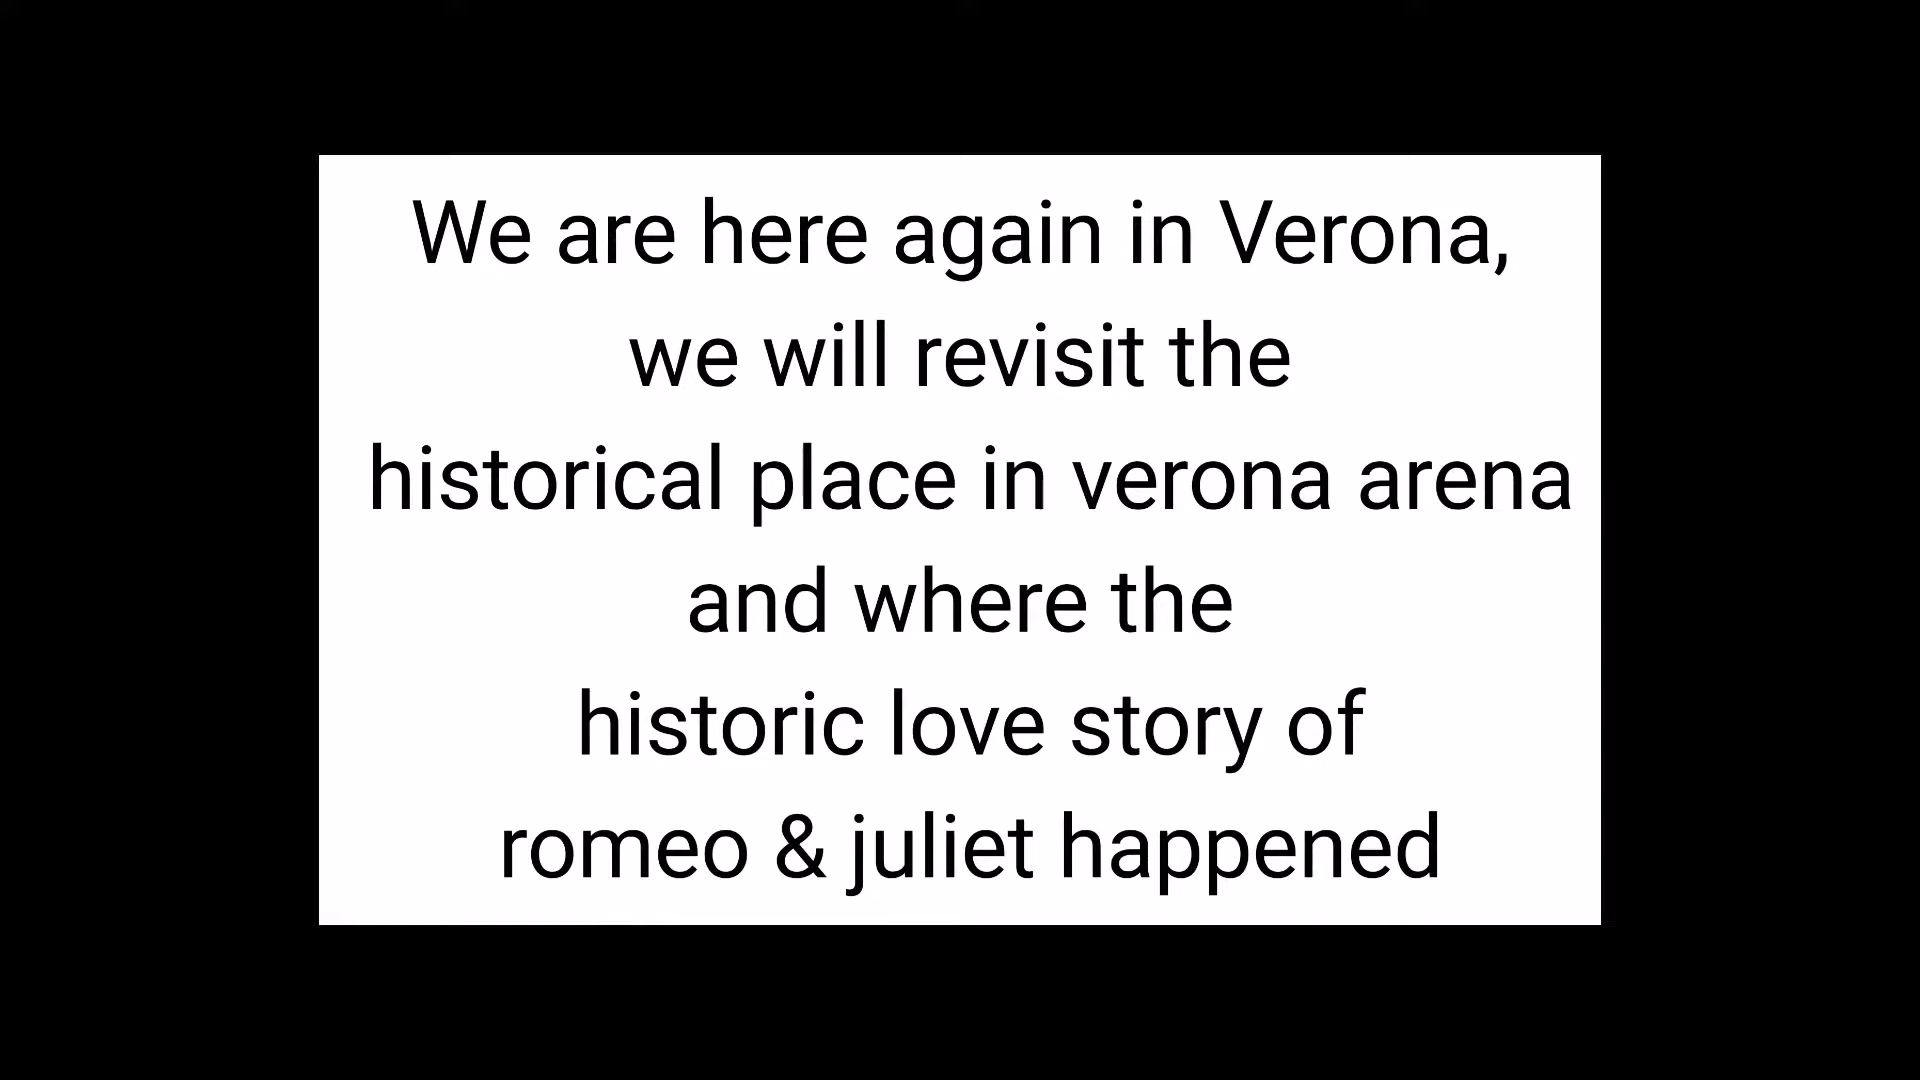 We are here again in Verona,
we will revisit the
historical place in verona arena
and where the
historic love story of
romeo & juliet happened